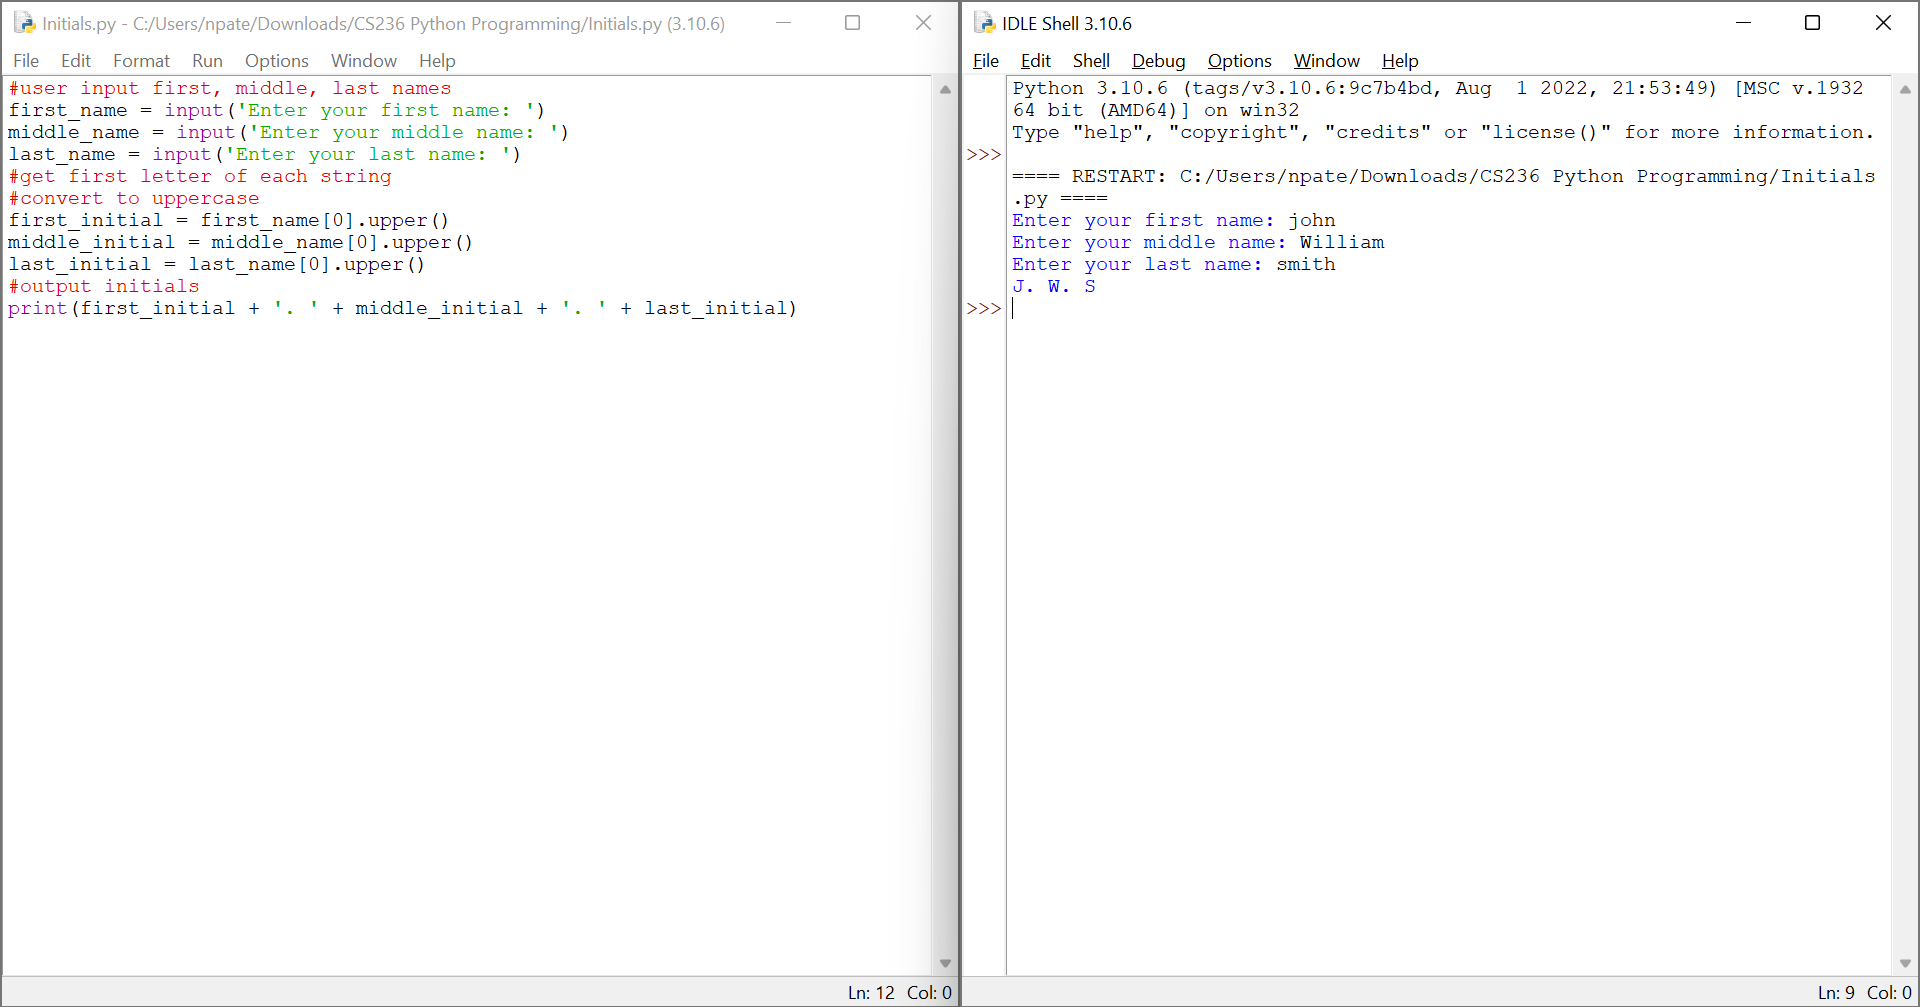 Initials.py - C:/Users/npate/Downloads/CS236 Python Programming/Initials.py (3.10.6)
File Edit Format Run Options Window Help
#user input first, middle, last names
first_name = input('Enter your first name: ')
middle_name = input('Enter your middle name: ')
last_name = input('Enter your last name: ')
#get first letter of each string
#convert to uppercase
first_initial = first_name[0].upper()
middle_initial = middle_name[0].upper()
last_initial = last_name[0].upper()
#output initials
print(first_initial + '. ' + middle_initial + '. ' + last_initial)
Ln: 12 Col: 0
IDLE Shell 3.10.6
File Edit Shell Debug Options Window Help
Python 3.10.6 (tags/v3.10.6:9c7b4bd, Aug  1 2022, 21:53:49) [MSC v.1932
64 bit (AMD64)] on win32
Type "help", "copyright", "credits" or "license()" for more information.
>>>
==== RESTART: C:/Users/npate/Downloads/CS236 Python Programming/Initials
.py ====
Enter your first name: john
Enter your middle name: William
Enter your last name: smith
J. W. S
>>>
Ln: 9 Col: 0